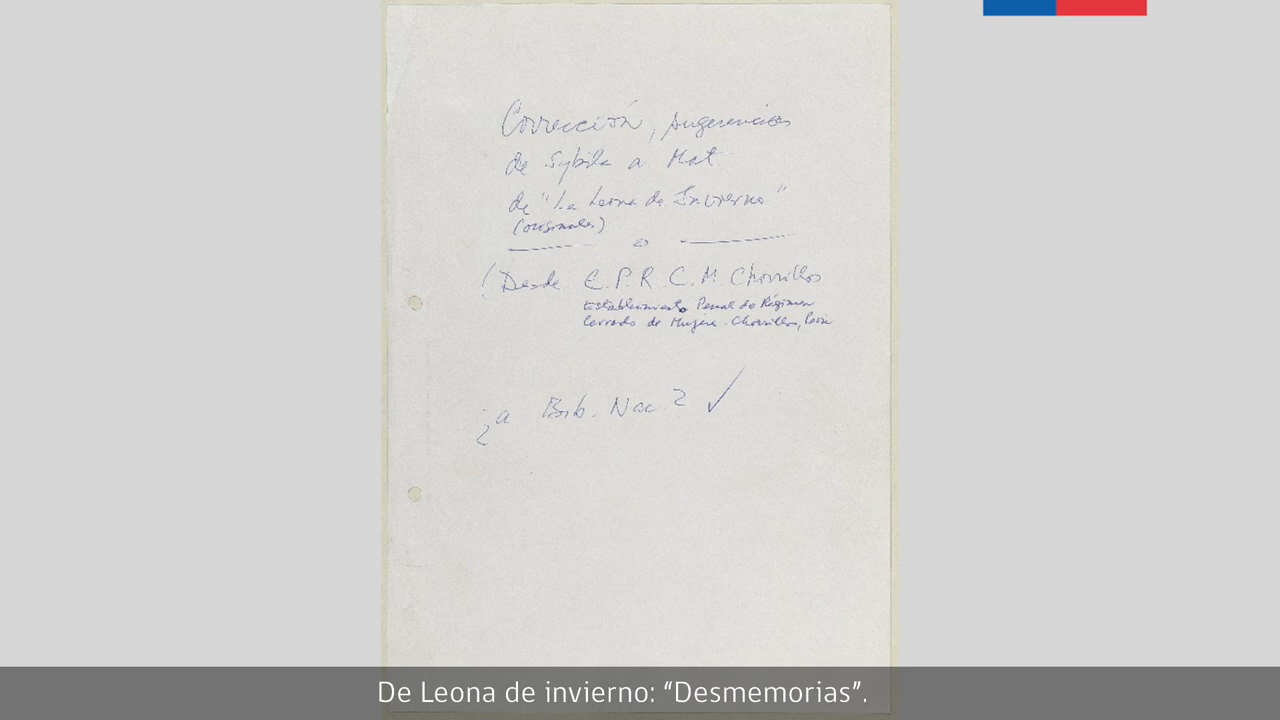 Corrección, sugerencias
de Sybila a Mat
de "La Leona de Invierno"
(originales)
(Desde E.P.R.C.M. Chorrillos
Establecimiento Penal de Régimen
Cerrado de Mujeres. Chorrillos, Perú
¿a Bib. Nac? ✓
De Leona de invierno: “Desmemorias”.